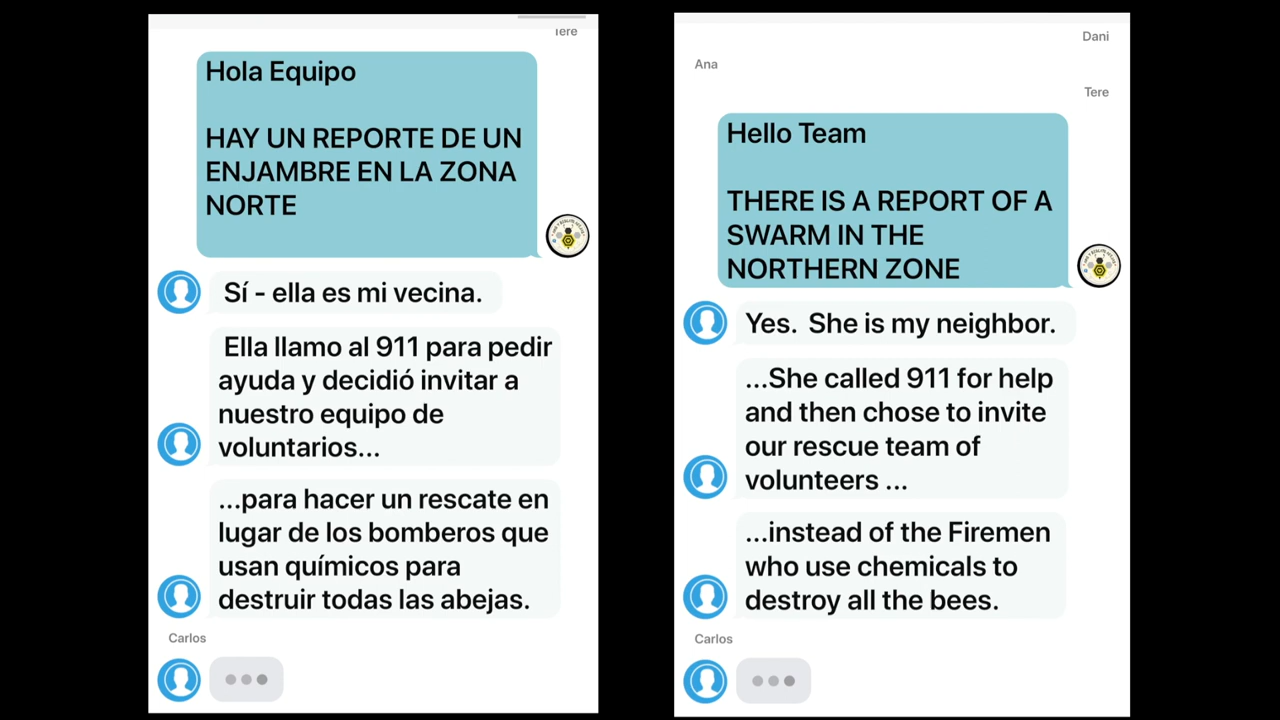 Tere
Hola Equipo
HAY UN REPORTE DE UN
ENJAMBRE EN LA ZONA
NORTE
Sí - ella es mi vecina.
Ella llamo al 911 para pedir
ayuda y decidió invitar a
nuestro equipo de
voluntarios...
...para hacer un rescate en
lugar de los bomberos que
usan químicos para
destruir todas las abejas.
Carlos
Dani
Ana
Tere
Hello Team
THERE IS A REPORT OF A
SWARM IN THE
NORTHERN ZONE
Yes.  She is my neighbor.
...She called 911 for help
and then chose to invite
our rescue team of
volunteers ...
...instead of the Firemen
who use chemicals to
destroy all the bees.
Carlos